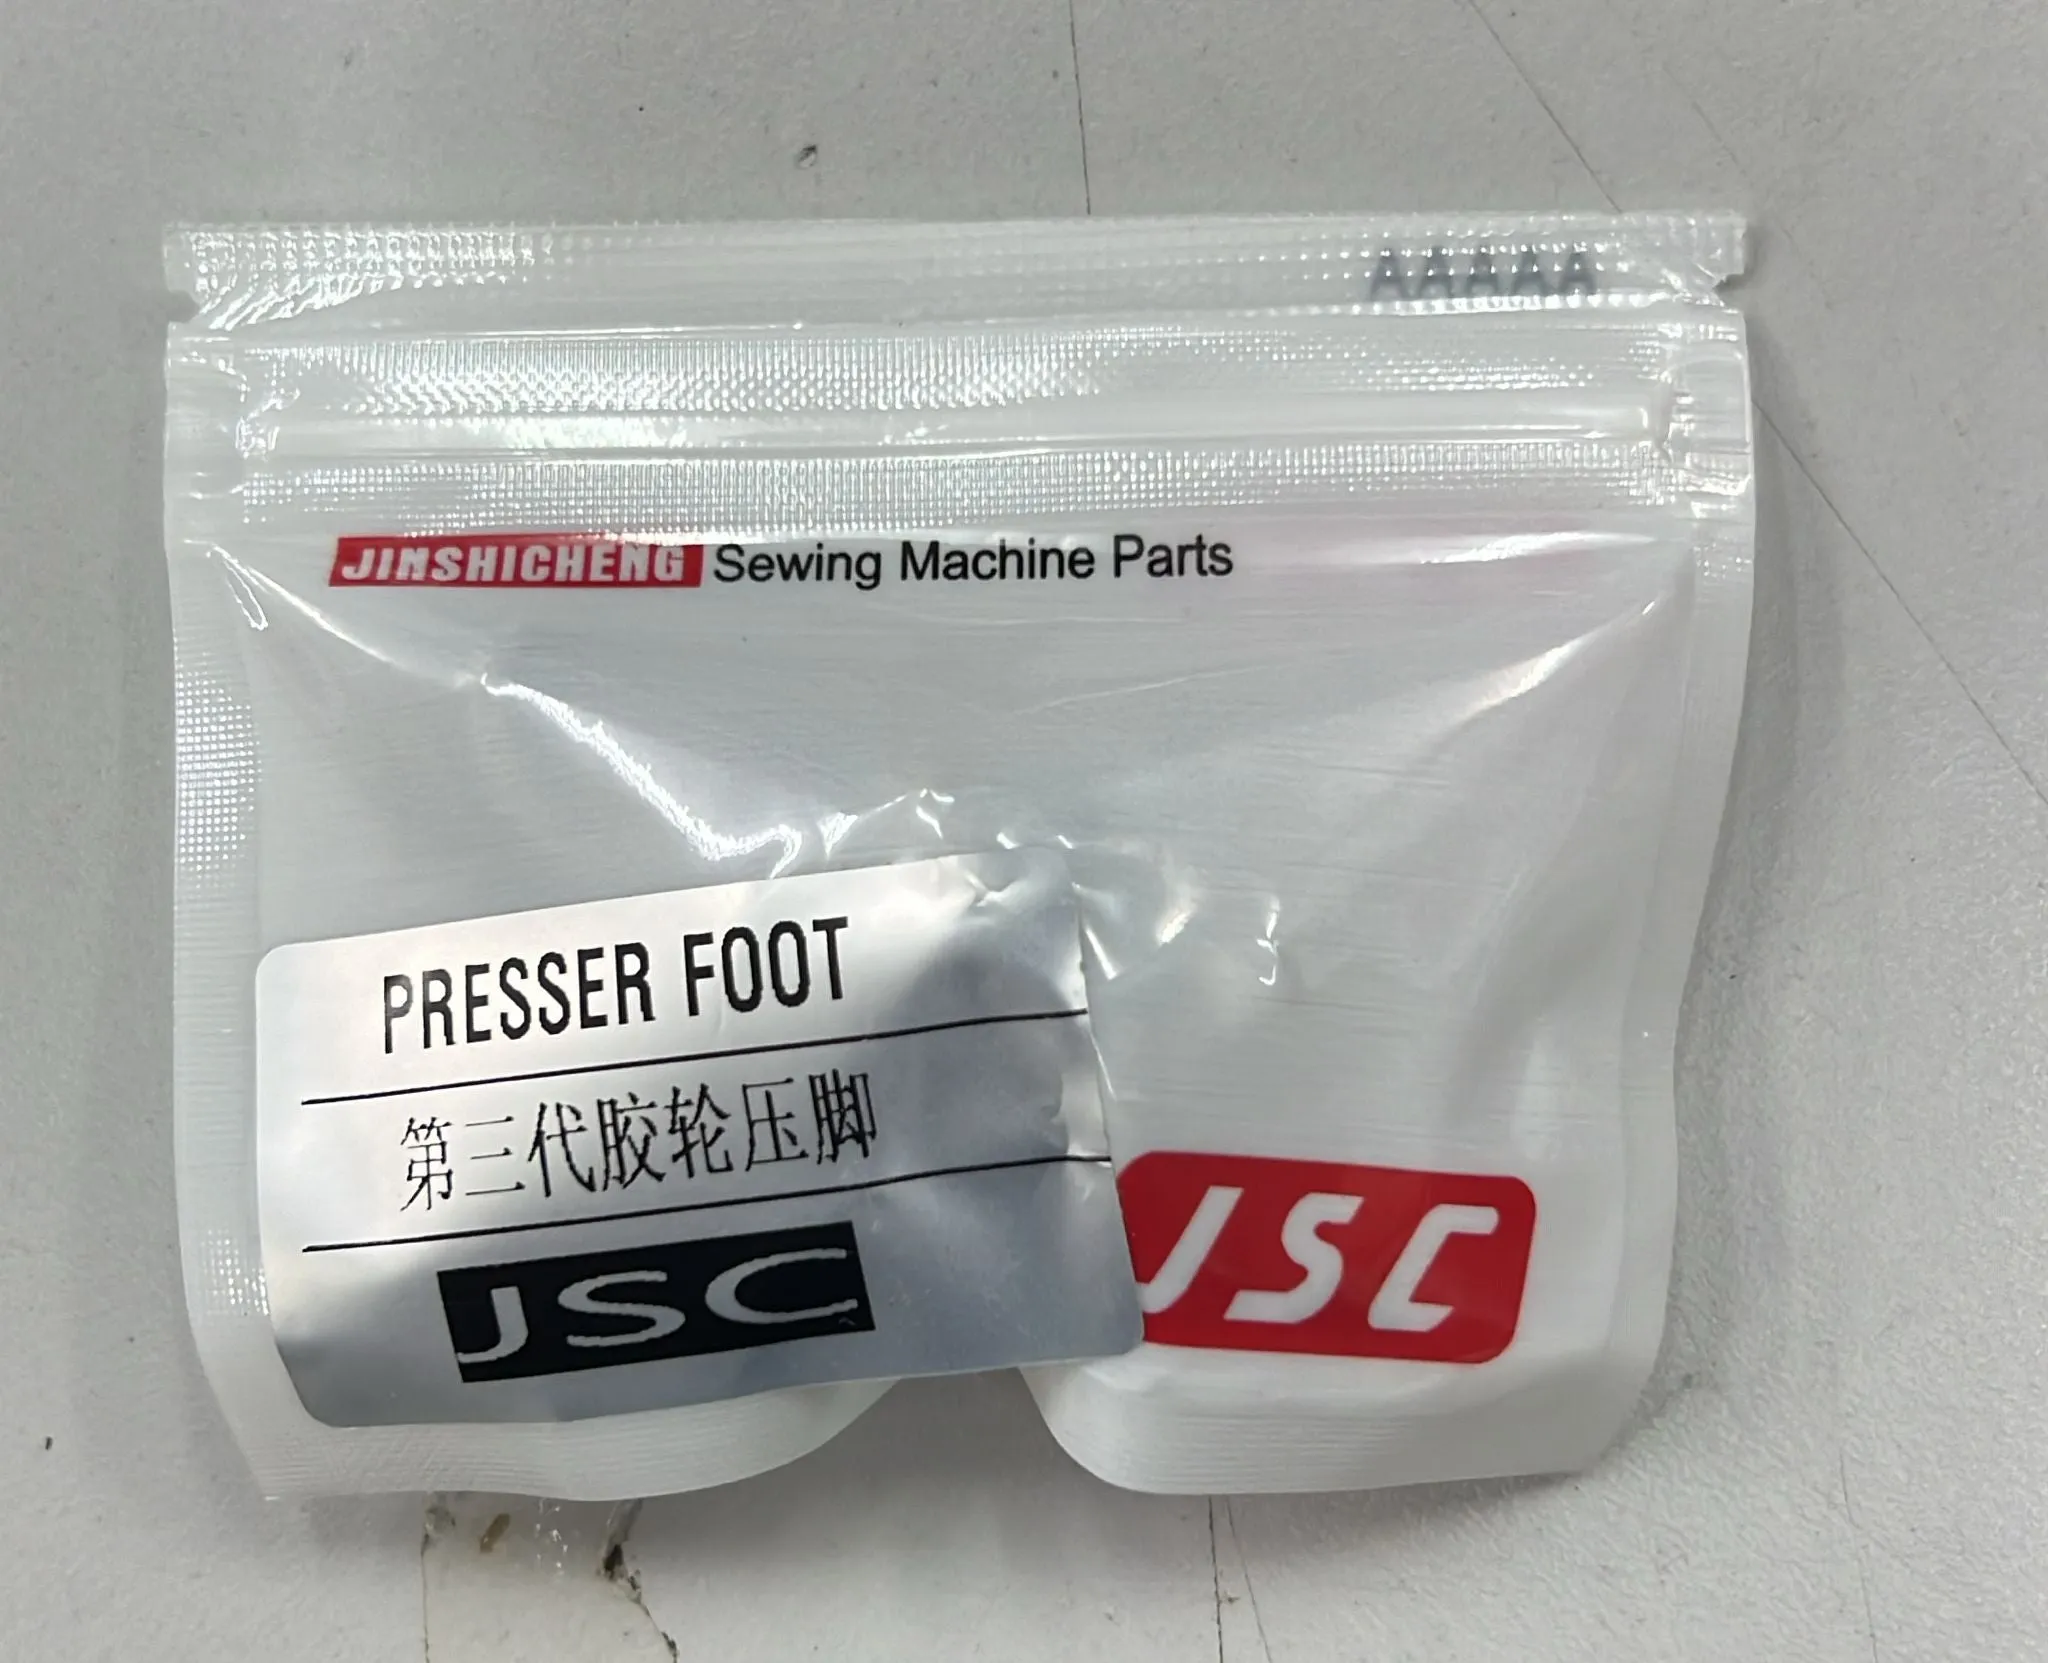 AAAAA
JINSHICHENG Sewing Machine Parts
PRESSER FOOT
第三代胶轮压脚
JSC
JSC